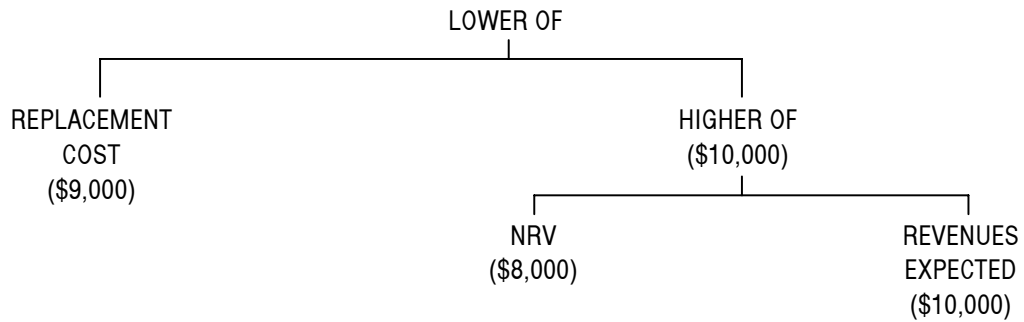 LOWER OF
REPLACEMENT
COST
($9,000)
HIGHER OF
($10,000)
NRV
($8,000)
REVENUES
EXPECTED
($10,000)